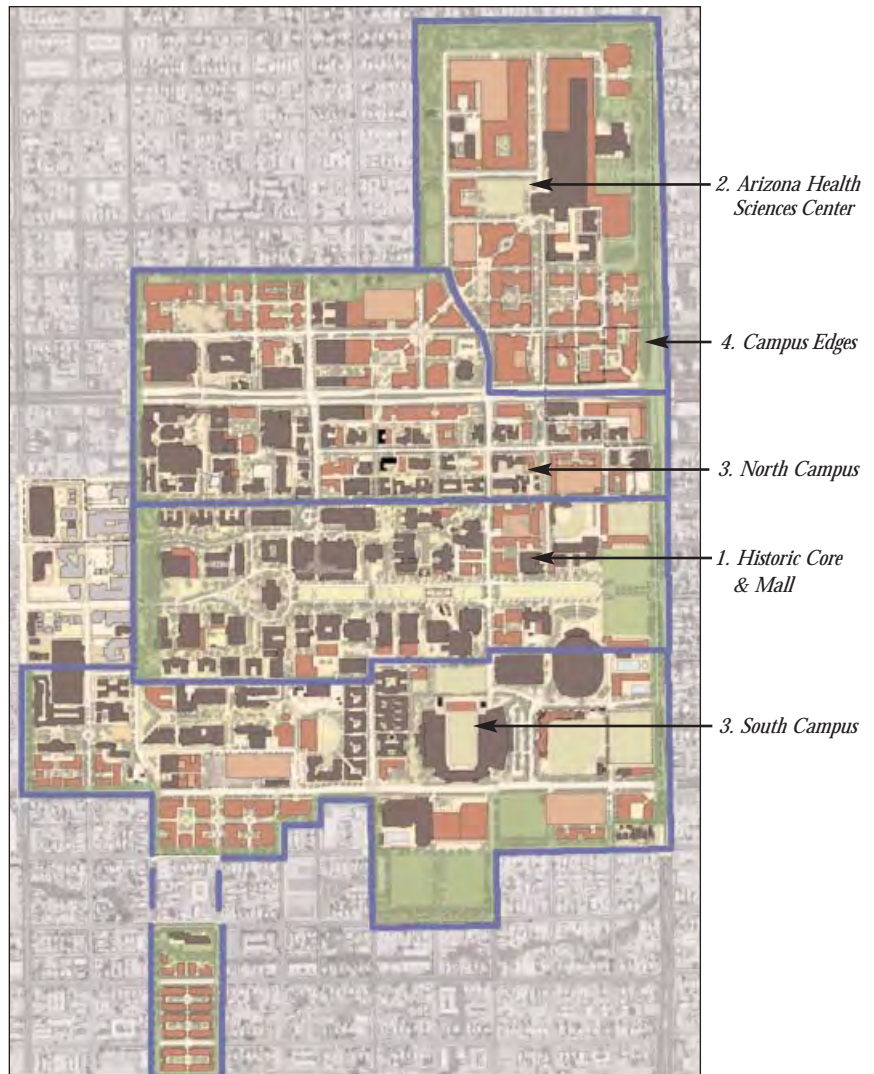 2. Arizona Health
Sciences Center
4. Campus Edges
3. North Campus
1. Historic Core
& Mall
3. South Campus